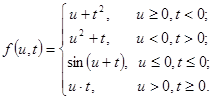 f(u,t) = { u + t², u ≥ 0, t < 0;
u² + t, u < 0, t > 0;
sin(u + t), u ≤ 0, t ≤ 0;
u · t, u > 0, t ≥ 0.